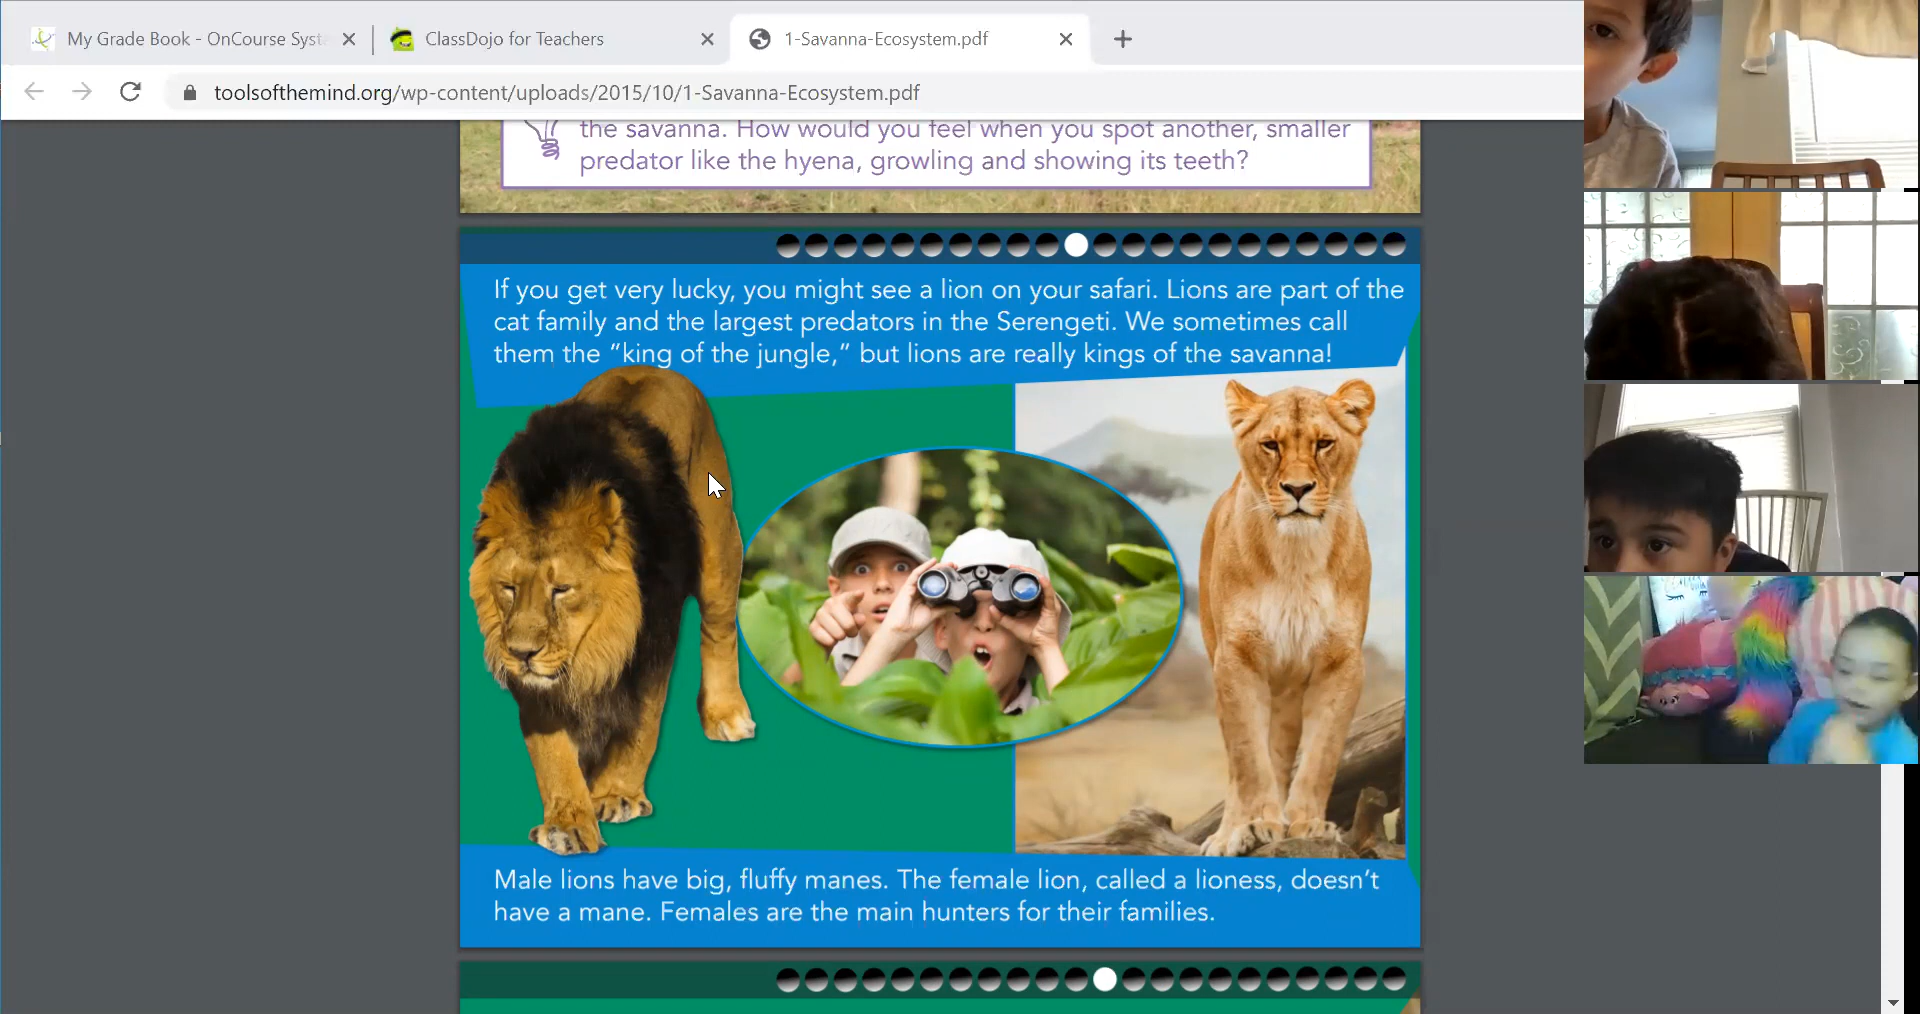 My Grade Book - OnCourse Syst
ClassDojo for Teachers
1-Savanna-Ecosystem.pdf
toolsofthemind.org/wp-content/uploads/2015/10/1-Savanna-Ecosystem.pdf
the savanna. How would you feel when you spot another, smaller
predator like the hyena, growling and showing its teeth?
If you get very lucky, you might see a lion on your safari. Lions are part of the
cat family and the largest predators in the Serengeti. We sometimes call
them the "king of the jungle," but lions are really kings of the savanna!
Male lions have big, fluffy manes. The female lion, called a lioness, doesn't
have a mane. Females are the main hunters for their families.